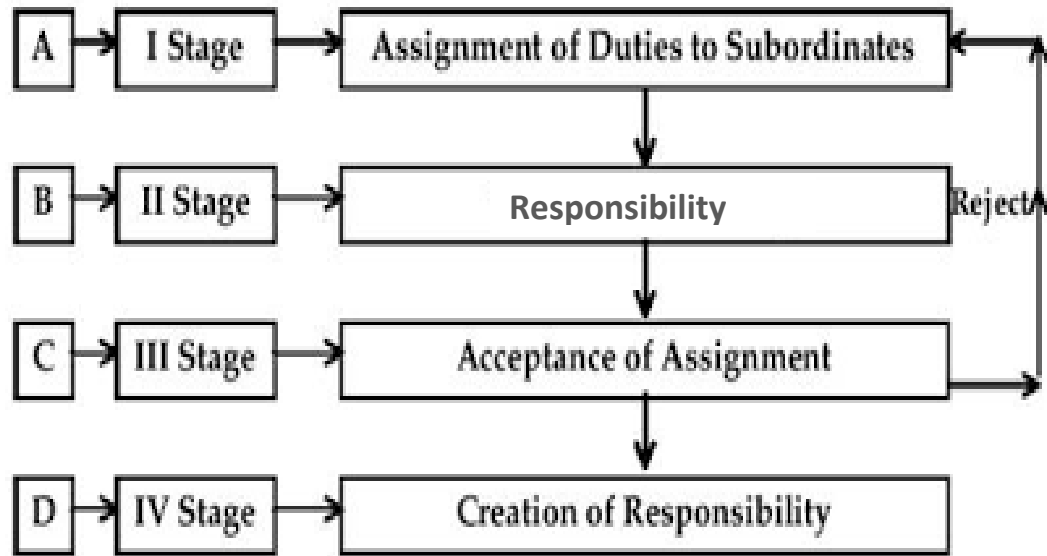 A
I Stage
Assignment of Duties to Subordinates
B
II Stage
Responsibility
Reject
C
III Stage
Acceptance of Assignment
D
IV Stage
Creation of Responsibility